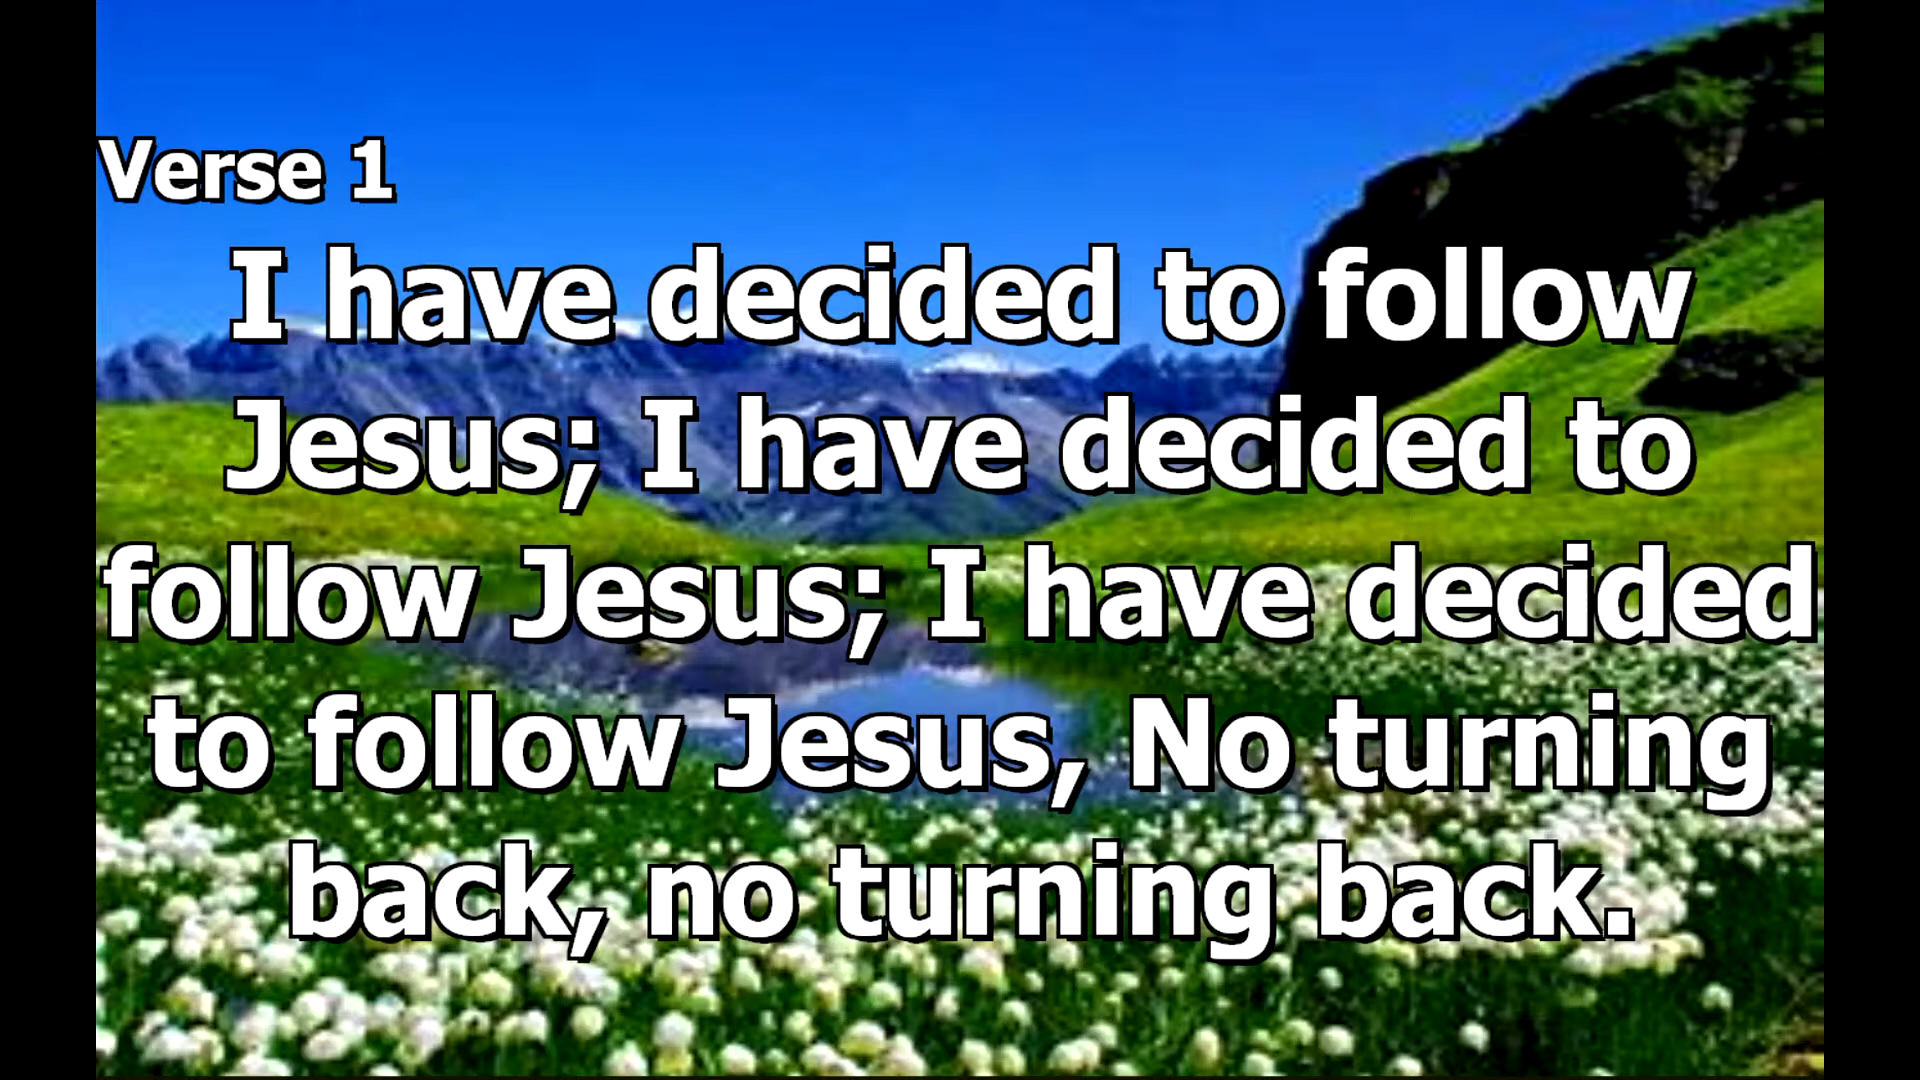 Verse 1
I have decided to follow
Jesus; I have decided to
follow Jesus; I have decided
to follow Jesus, No turning
back, no turning back.